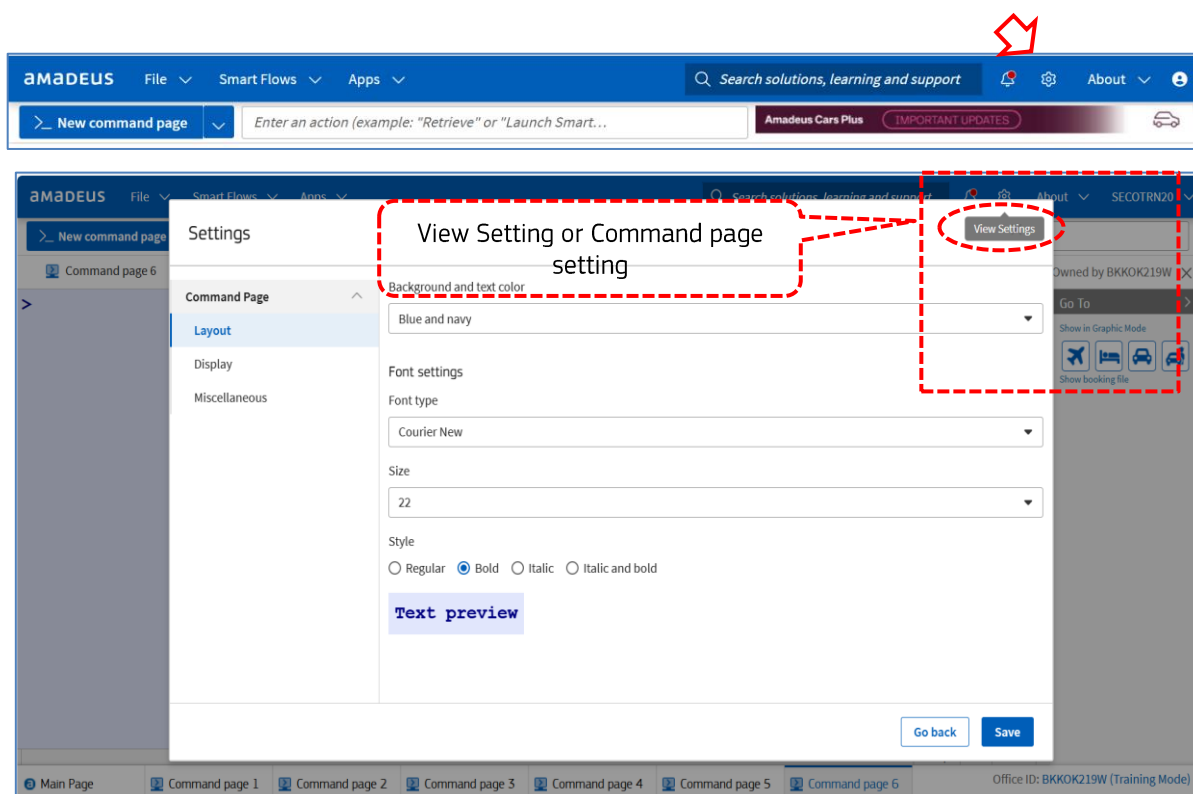 aMaDEUS File Smart Flows Apps Search solutions, learning and support About
>_ New command page Enter an action (example: "Retrieve" or "Launch Smart... Amadeus Cars Plus IMPORTANT UPDATES
aMaDEUS File Smart Flows Apps Search solutions, learning and support About SECOTRN20
>_ New command page
Settings
View Setting or Command page
setting
View Settings
Command page 6
Owned by BKKOK219W
Command Page
Layout
Display
Miscellaneous
Background and text color
Blue and navy
Font settings
Font type
Courier New
Size
22
Style
Regular Bold Italic Italic and bold
Text preview
>
Go To
Show in Graphic Mode
Show booking file
Go back Save
Main Page Command page 1 Command page 2 Command page 3 Command page 4 Command page 5 Command page 6 Office ID: BKKOK219W (Training Mode)